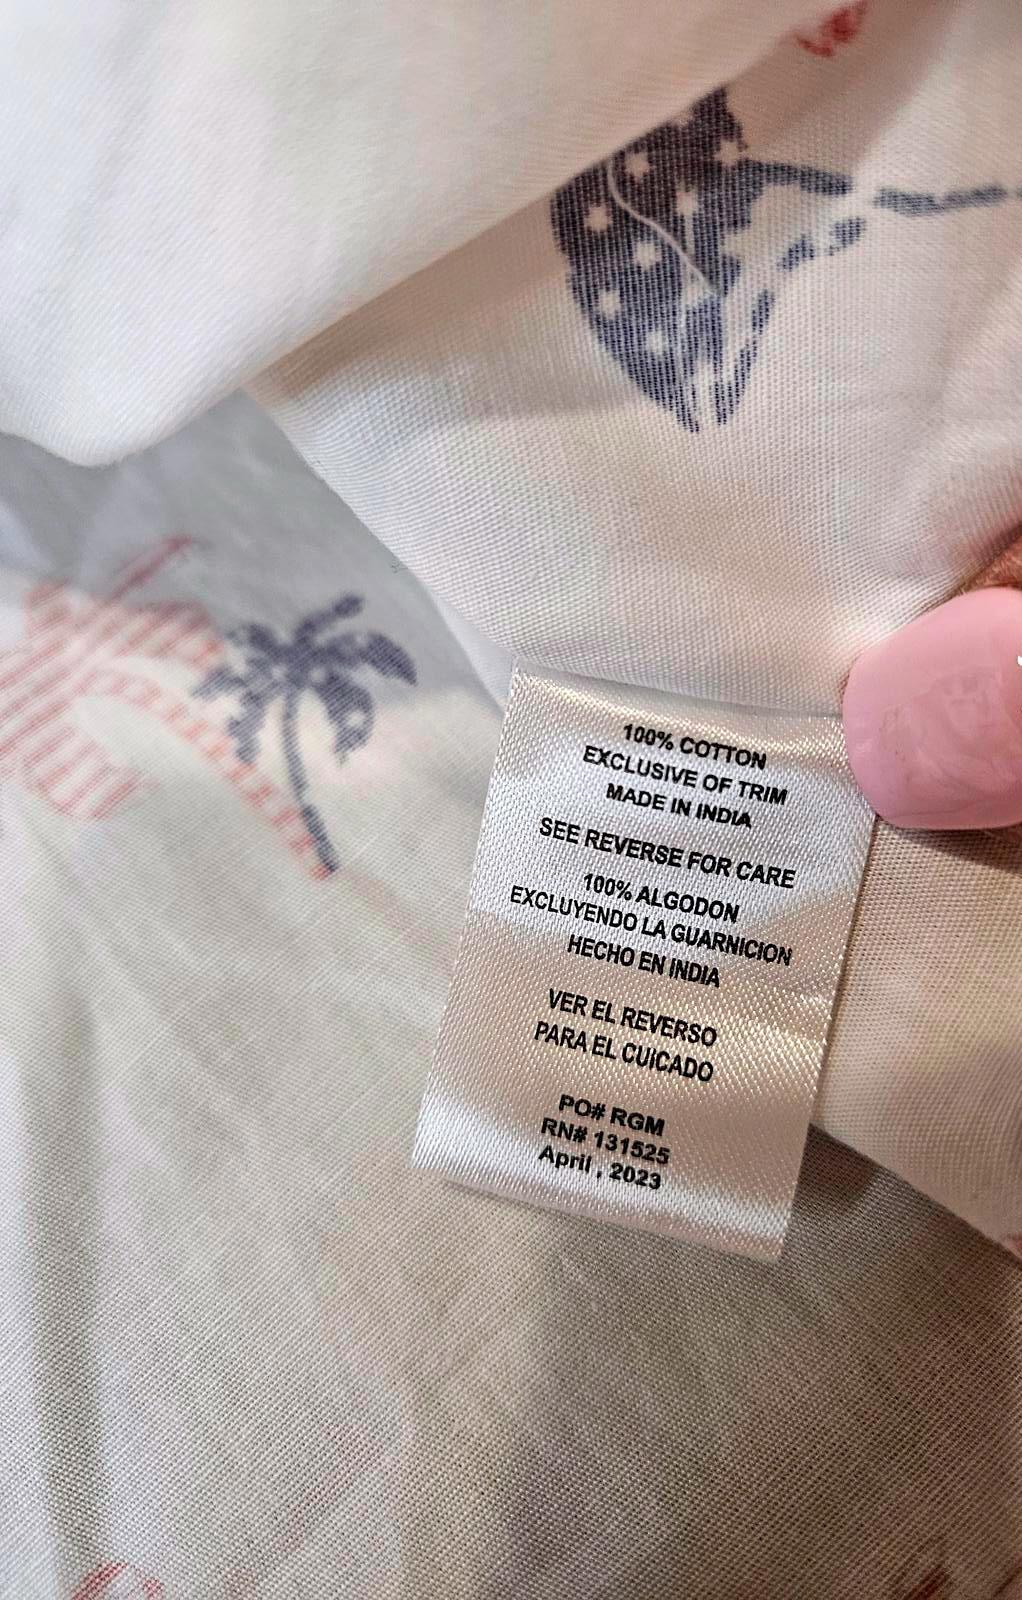 100% COTTON
EXCLUSIVE OF TRIM
MADE IN INDIA
SEE REVERSE FOR CARE
100% ALGODON
EXCLUYENDO LA GUARNICION
HECHO EN INDIA
VER EL REVERSO
PARA EL CUICADO
PO# RGM
RN# 131525
April , 2023